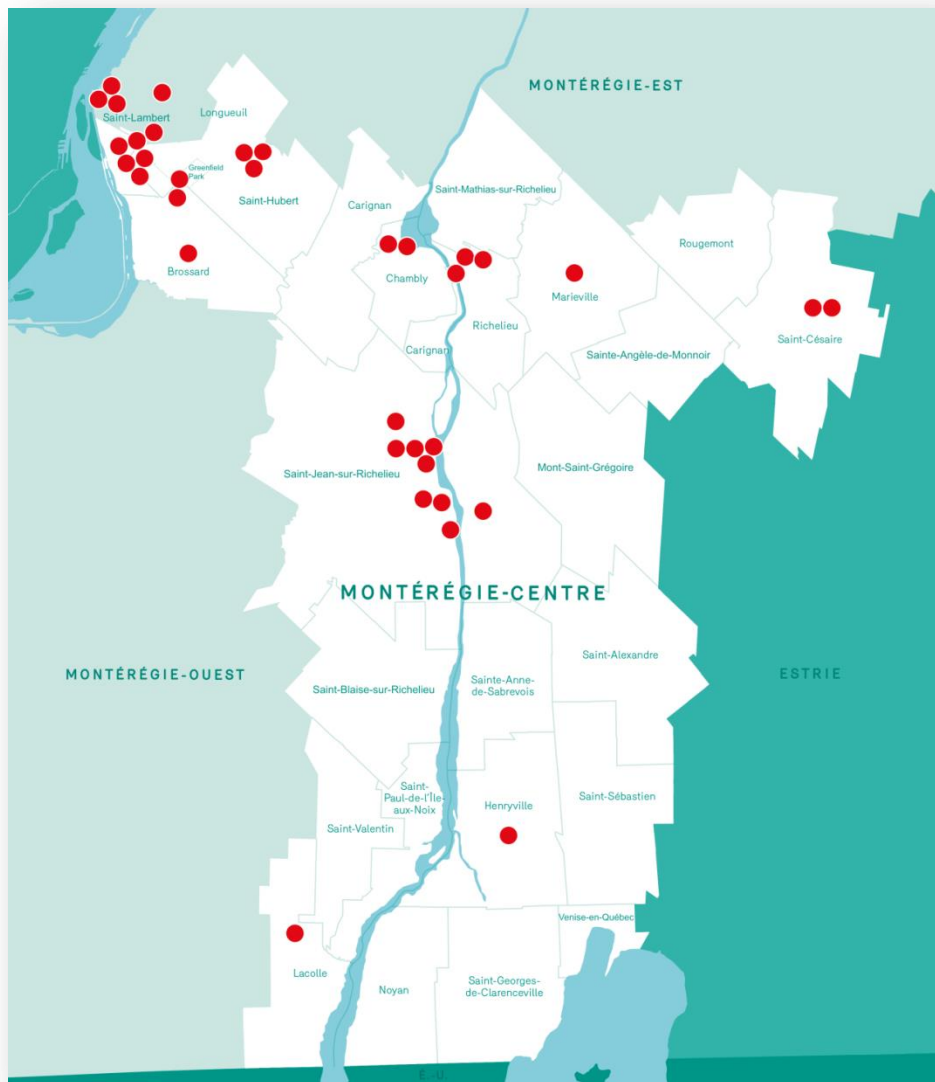 MONTÉRÉGIE-EST
Longueuil
Saint-Lambert
Greenfield
Park
Saint-Mathias-sur-Richelieu
Saint-Hubert
Carignan
Rougemont
Brossard
Chambly
Marieville
Richelieu
Saint-Césaire
Carignan
Sainte-Angèle-de-Monnoir
Saint-Jean-sur-Richelieu
Mont-Saint-Grégoire
MONTÉRÉGIE-CENTRE
Saint-Alexandre
MONTÉRÉGIE-OUEST
ESTRIE
Saint-Blaise-sur-Richelieu
Sainte-Anne-
de-Sabrevois
Saint-
Paul-de-l'Île-
aux-Noix
Henryville
Saint-Sébastien
Saint-Valentin
Venise-en-Québec
Lacolle
Noyan
Saint-Georges-
de-Clarenceville
É.-U.